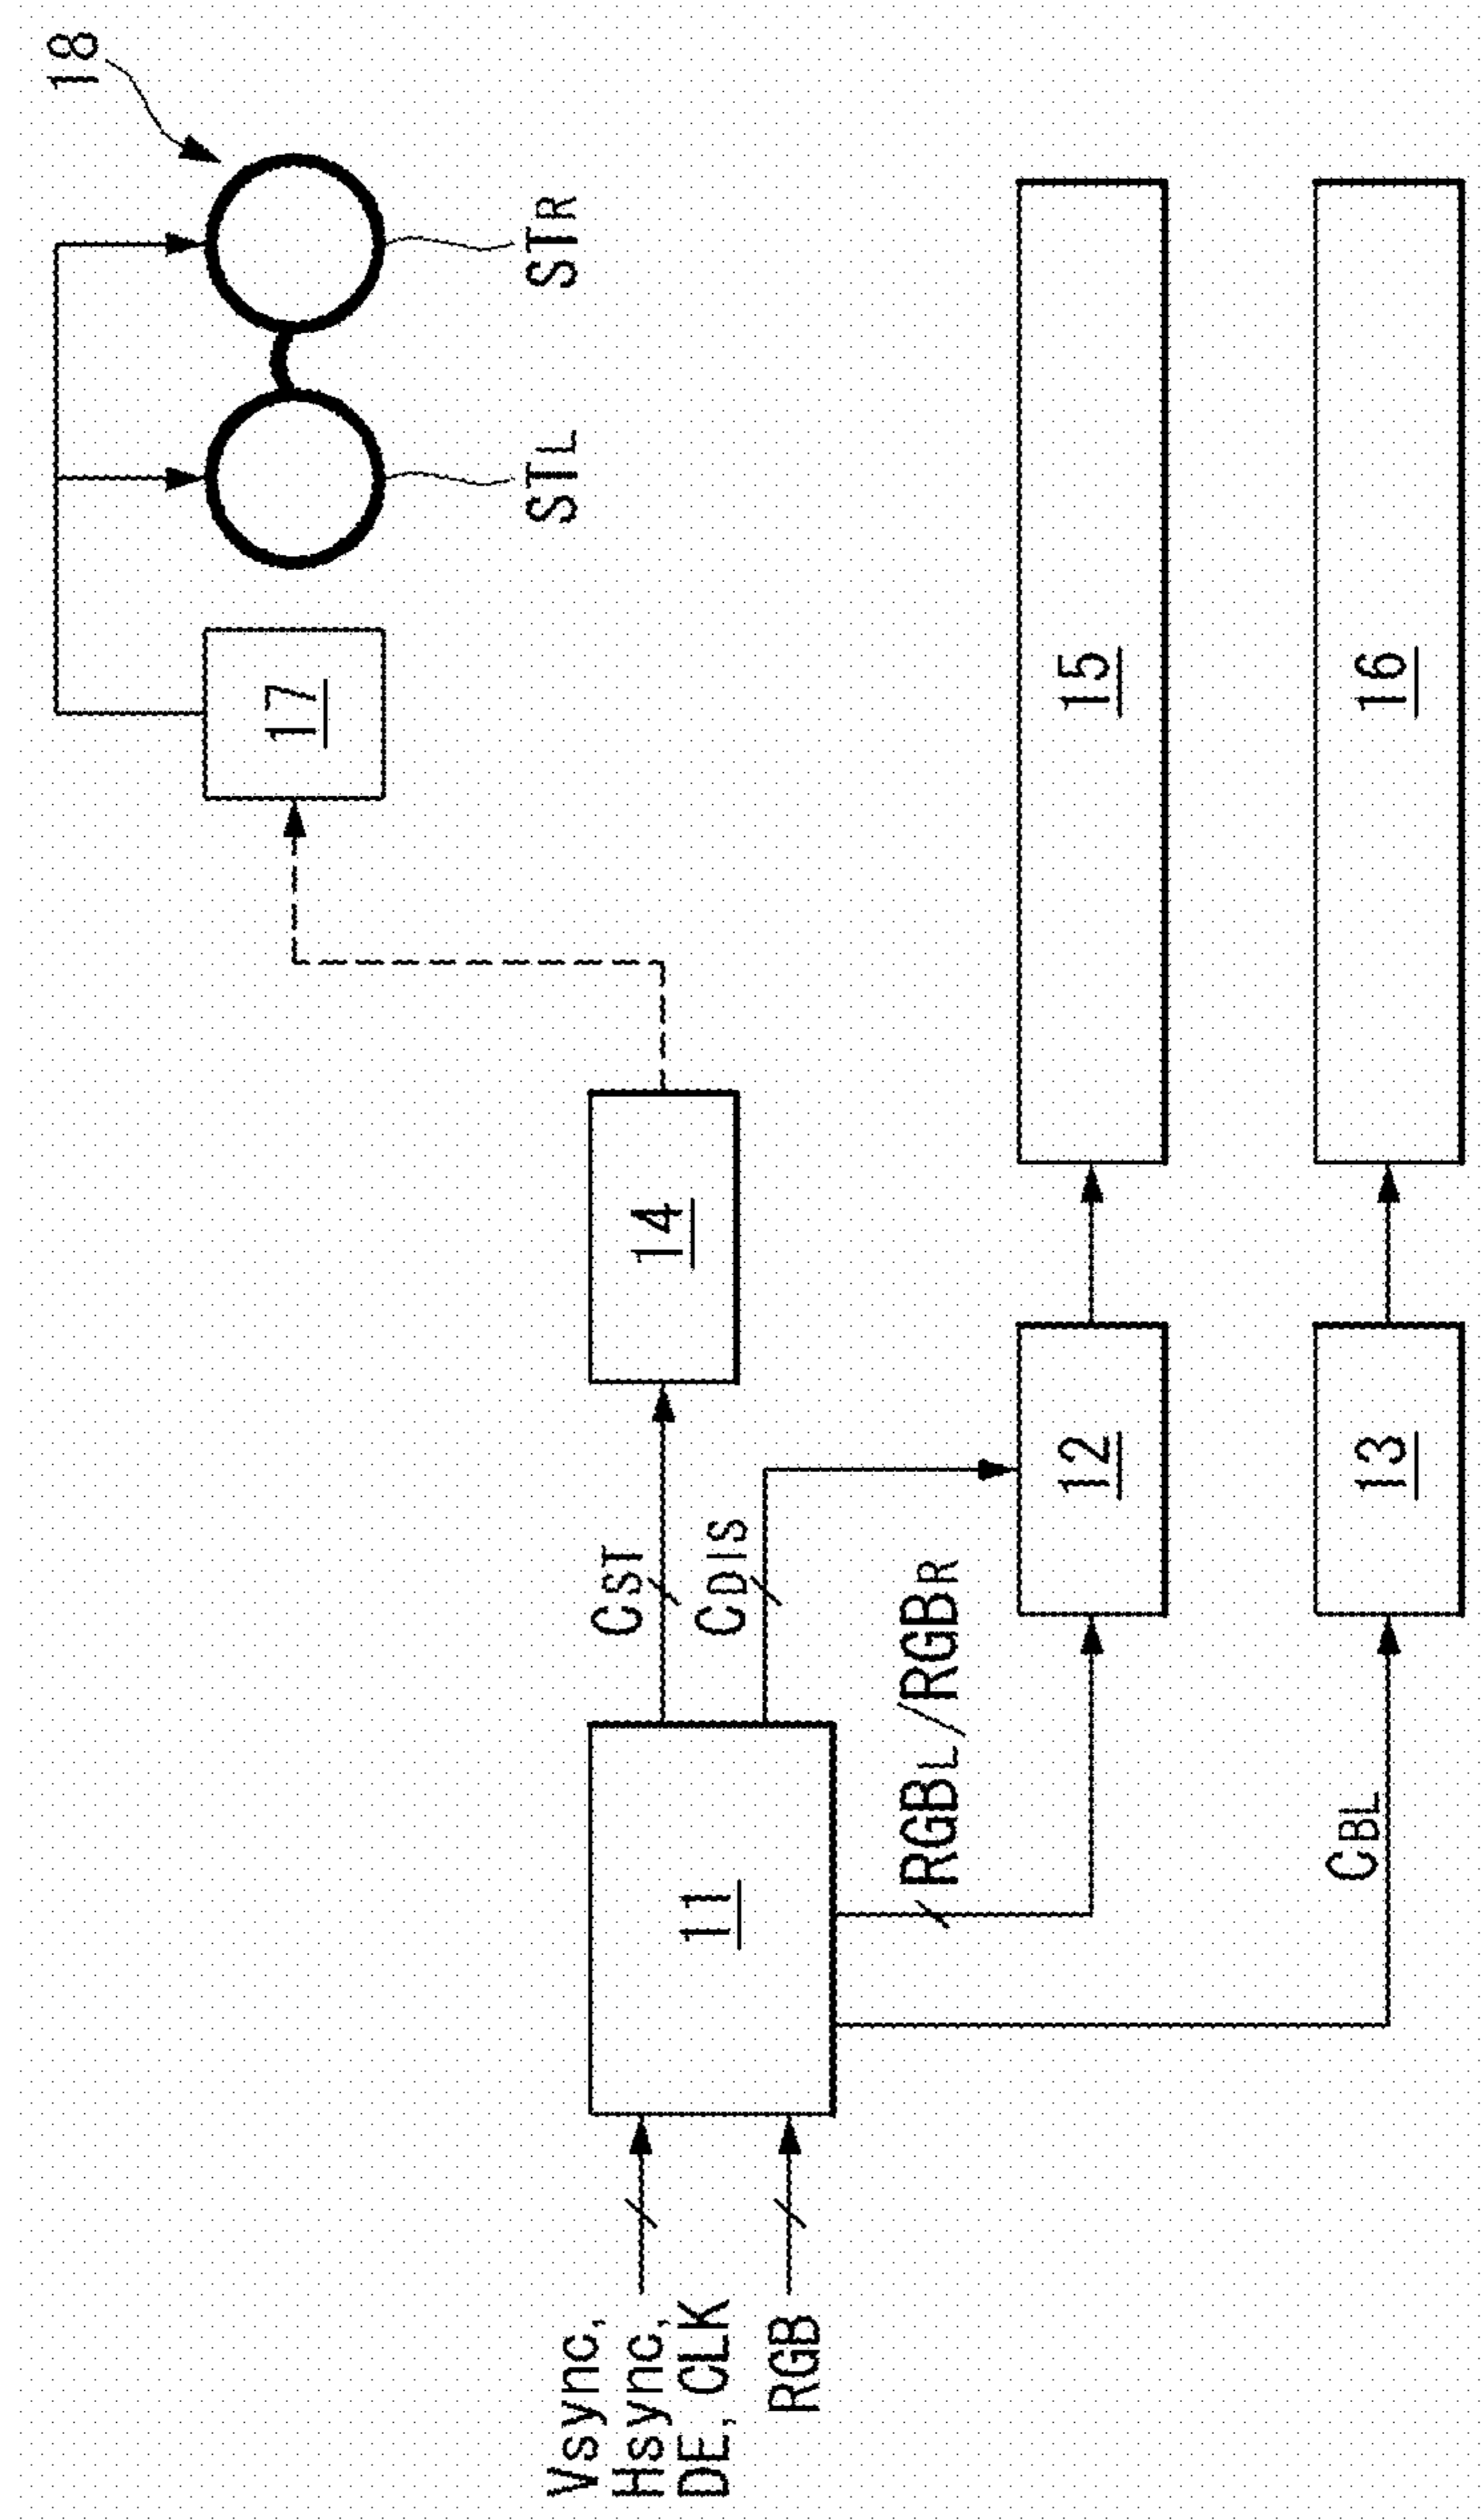 18
STR
STL
17
14
15
16
CST
CDIS
12
13
11
RGBL/RGBR
CBL
Vsync,
Hsync,
DE, CLK
RGB